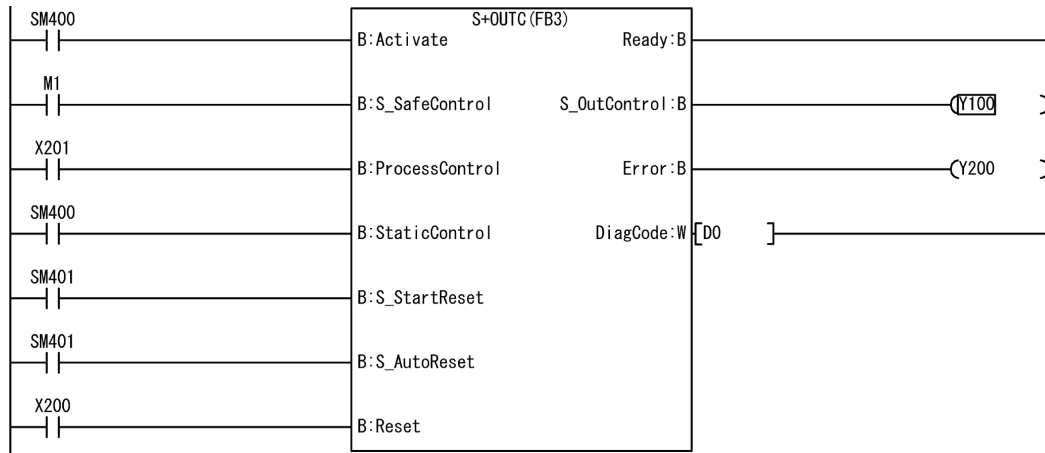 S+OUTC(FB3)
SM400
B:Activate Ready:B
M1
B:S_SafeControl S_OutControl:B Y100
X201
B:ProcessControl Error:B Y200
SM400
B:StaticControl DiagCode:W D0
SM401
B:S_StartReset
SM401
B:S_AutoReset
X200
B:Reset